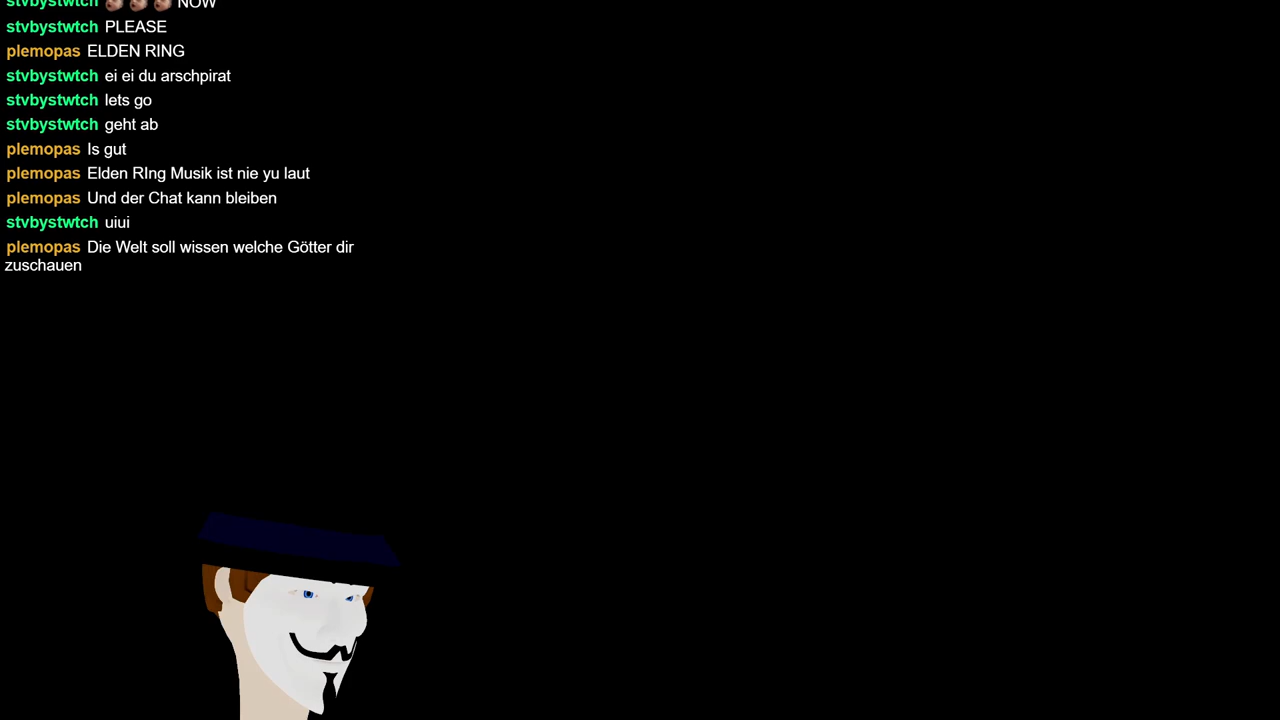 stvbystwtch NOW
stvbystwtch PLEASE
plemopas ELDEN RING
stvbystwtch ei ei du arschpirat
stvbystwtch lets go
stvbystwtch geht ab
plemopas Is gut
plemopas Elden RIng Musik ist nie yu laut
plemopas Und der Chat kann bleiben
stvbystwtch uiui
plemopas Die Welt soll wissen welche Götter dir
zuschauen